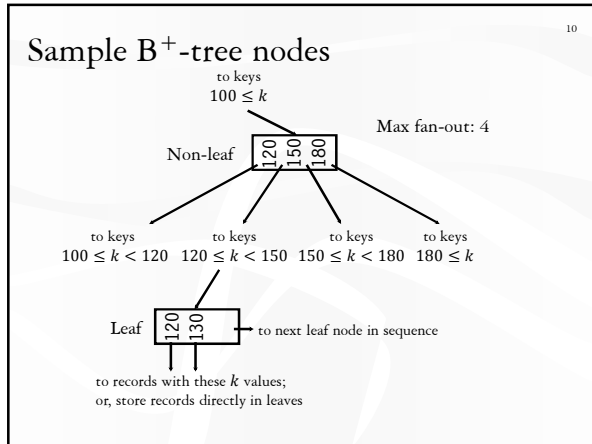 10
Sample B⁺-tree nodes
to keys
100 ≤ 𝑘
Max fan-out: 4
Non-leaf
120
150
180
to keys to keys to keys to keys
100 ≤ 𝑘 < 120 120 ≤ 𝑘 < 150 150 ≤ 𝑘 < 180 180 ≤ 𝑘
Leaf
120
130
to next leaf node in sequence
to records with these 𝑘 values;
or, store records directly in leaves